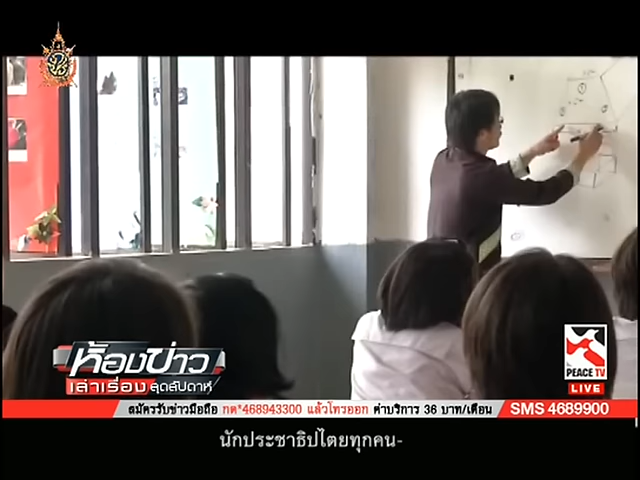 ห้องข่าว
เล่าเรื่อง สุดสัปดาห์
PEACE TV
LIVE
สมัครรับข่าวมือถือ กด*468943300 แล้วโทรออก ค่าบริการ 36 บาท/เดือน
SMS 4689900
นักประชาธิปไตยทุกคน-